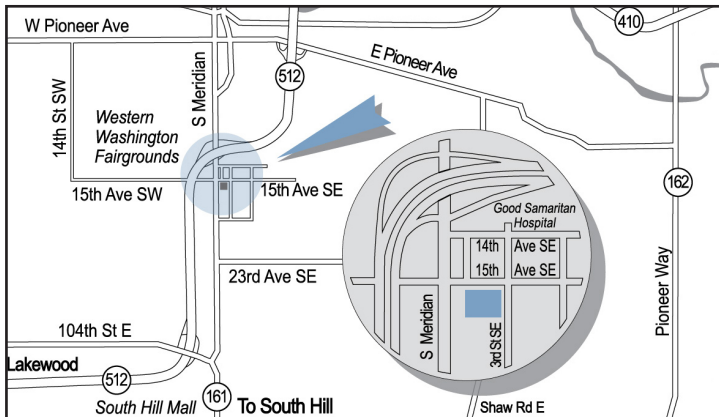 W Pioneer Ave
410
S Meridian
E Pioneer Ave
512
14th St SW
Western
Washington
Fairgrounds
162
15th Ave SW
15th Ave SE
Good Samaritan
Hospital
14th Ave SE
15th Ave SE
23rd Ave SE
S Meridian
3rd St SE
Pioneer Way
104th St E
Lakewood
512
161
South Hill Mall
To South Hill
Shaw Rd E